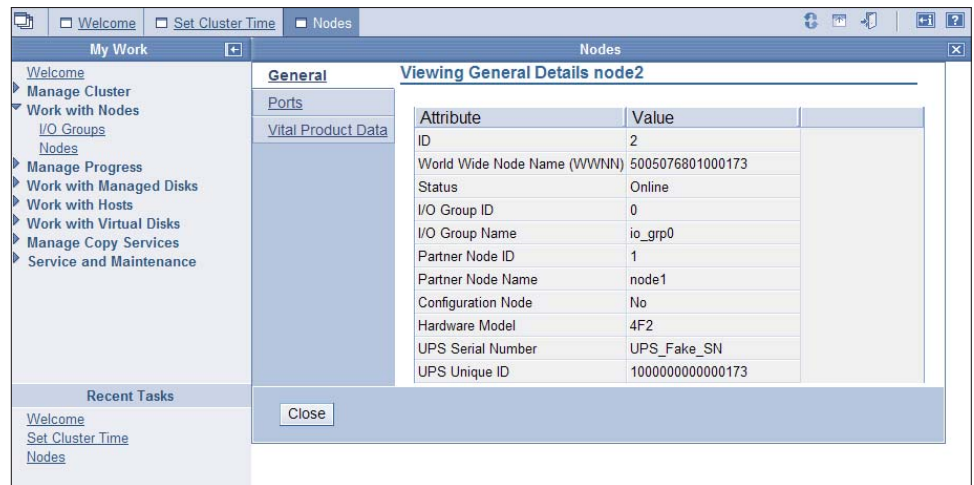 Welcome Set Cluster Time Nodes
My Work
Welcome
Manage Cluster
Work with Nodes
I/O Groups
Nodes
Manage Progress
Work with Managed Disks
Work with Hosts
Work with Virtual Disks
Manage Copy Services
Service and Maintenance
Recent Tasks
Welcome
Set Cluster Time
Nodes
Nodes
General
Ports
Vital Product Data
Viewing General Details node2
Attribute Value
ID 2
World Wide Node Name (WWNN) 5005076801000173
Status Online
I/O Group ID 0
I/O Group Name io_grp0
Partner Node ID 1
Partner Node Name node1
Configuration Node No
Hardware Model 4F2
UPS Serial Number UPS_Fake_SN
UPS Unique ID 1000000000000173
Close